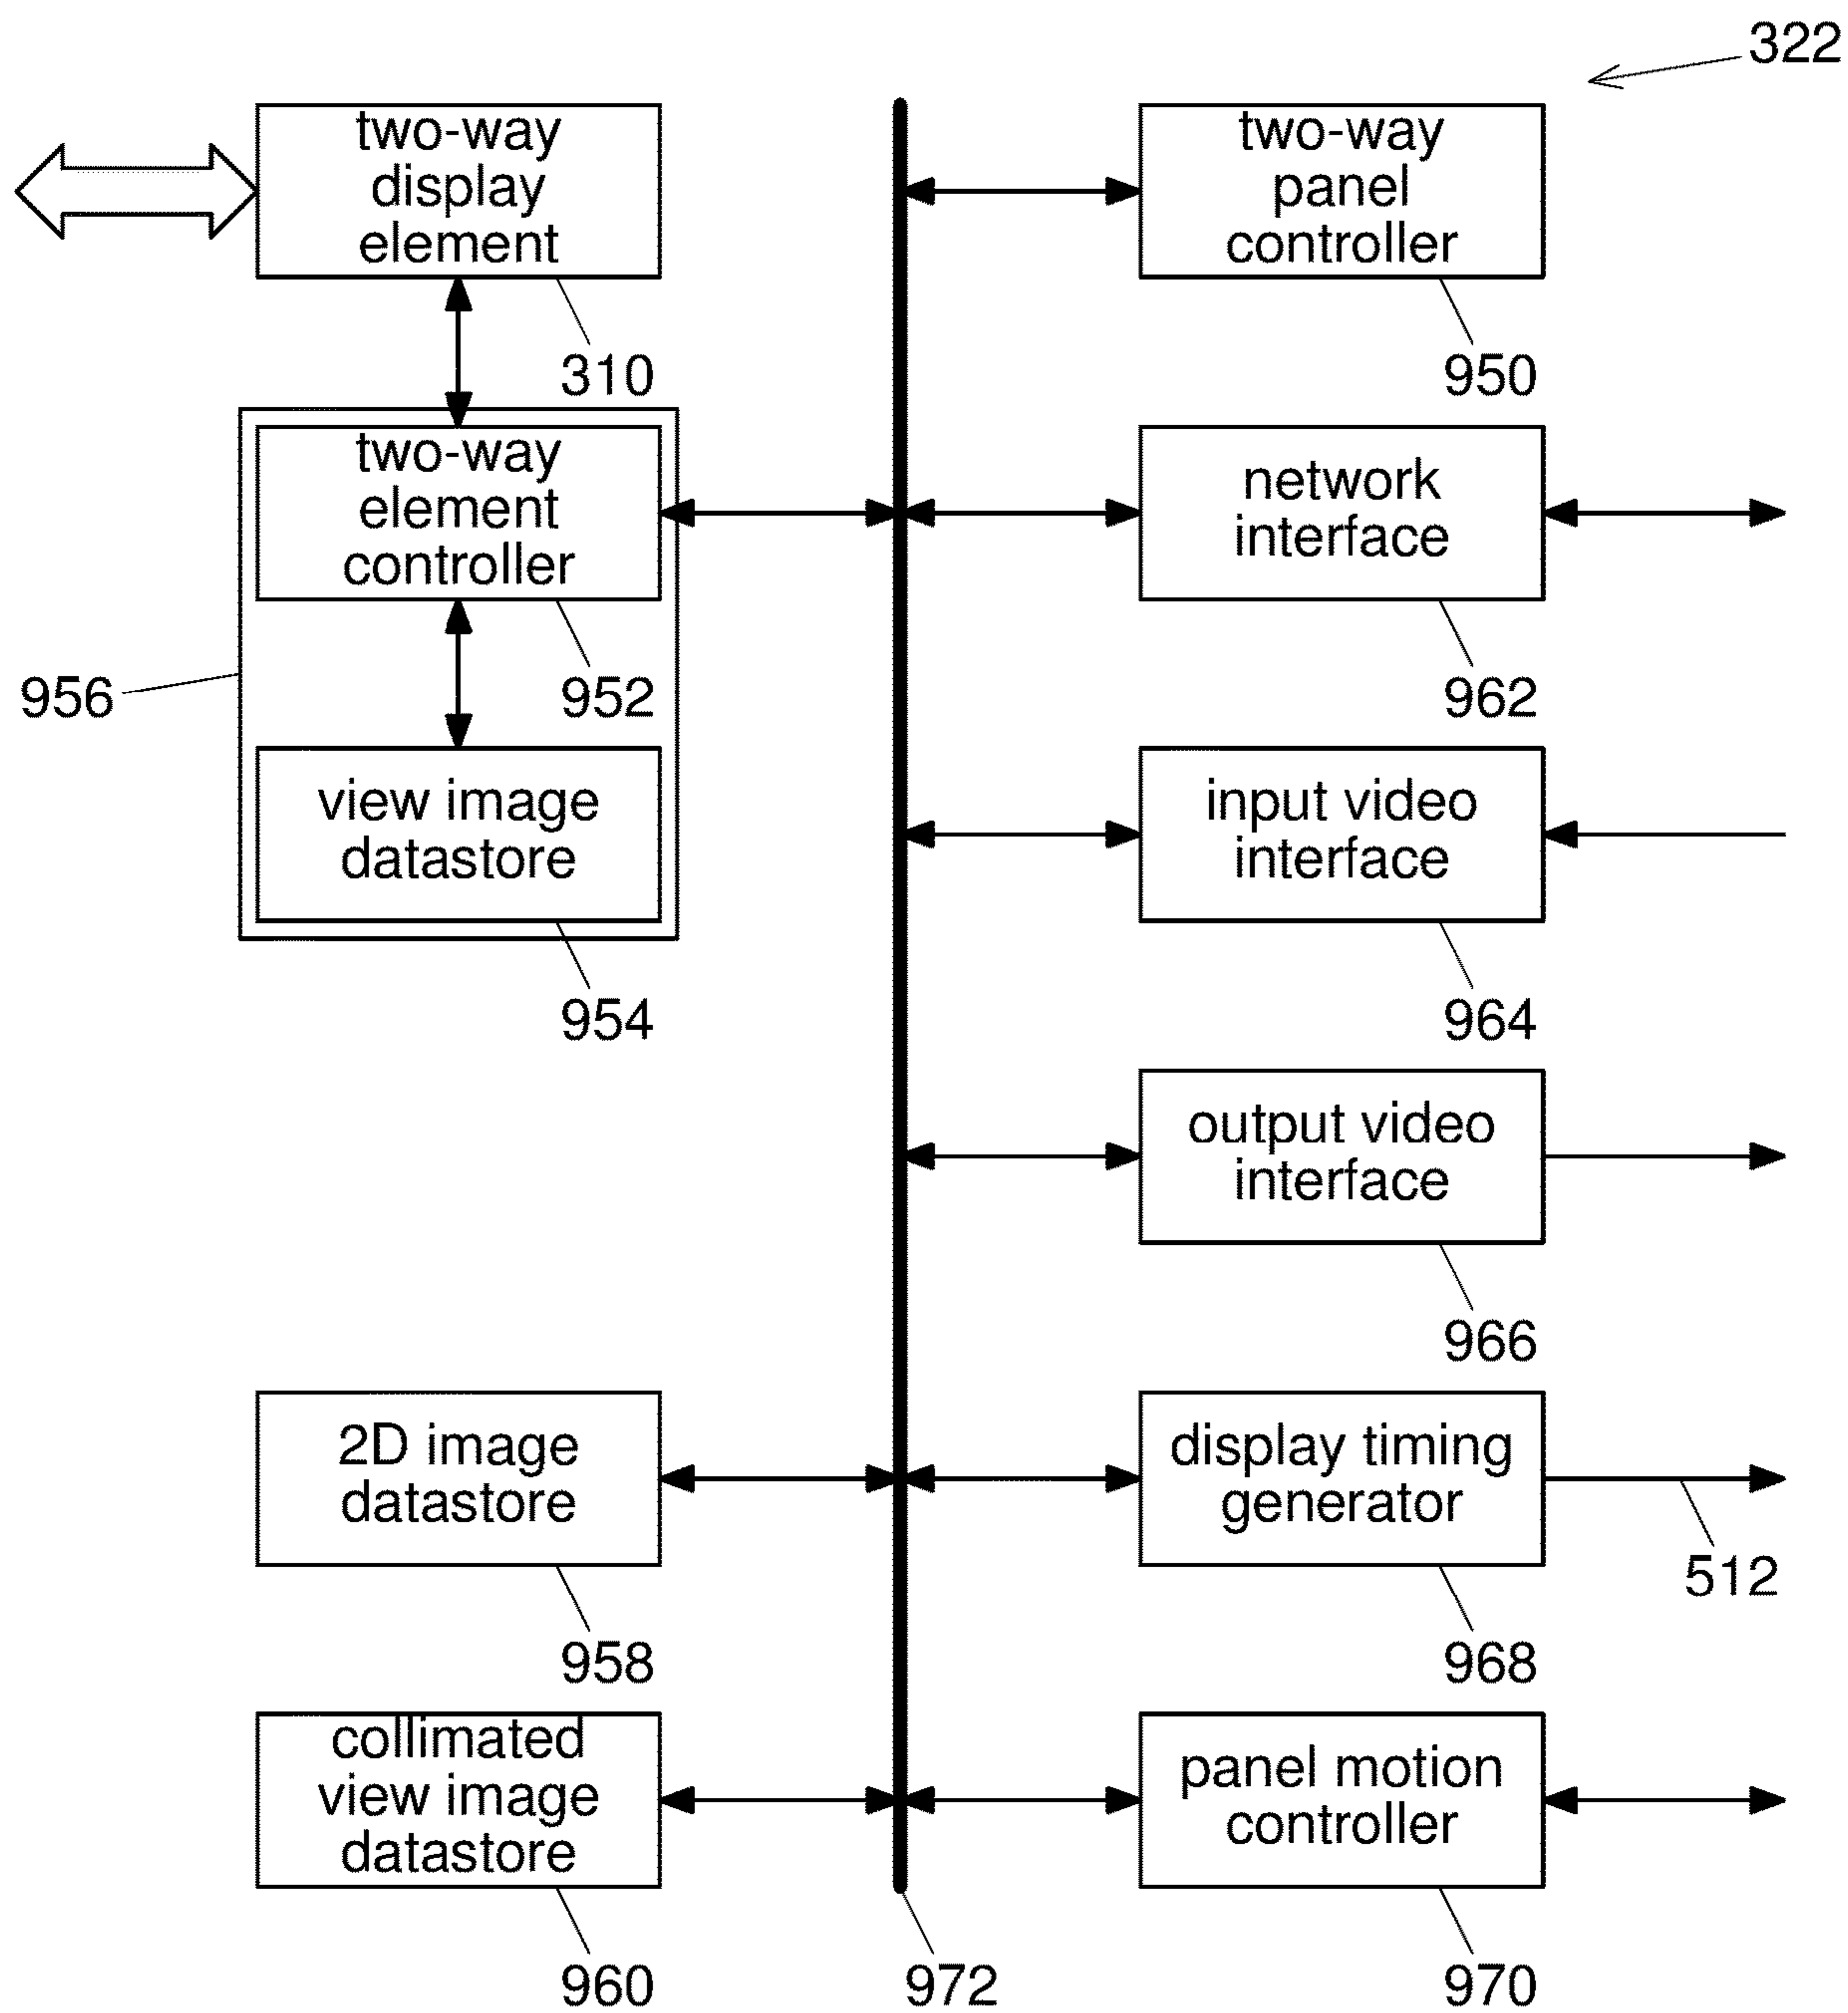 322
two-way
display
element
310
two-way
panel
controller
950
two-way
element
controller
952
network
interface
962
956
view image
datastore
954
input video
interface
964
output video
interface
966
2D image
datastore
958
display timing
generator
968
512
collimated
view image
datastore
960
panel motion
controller
970
972